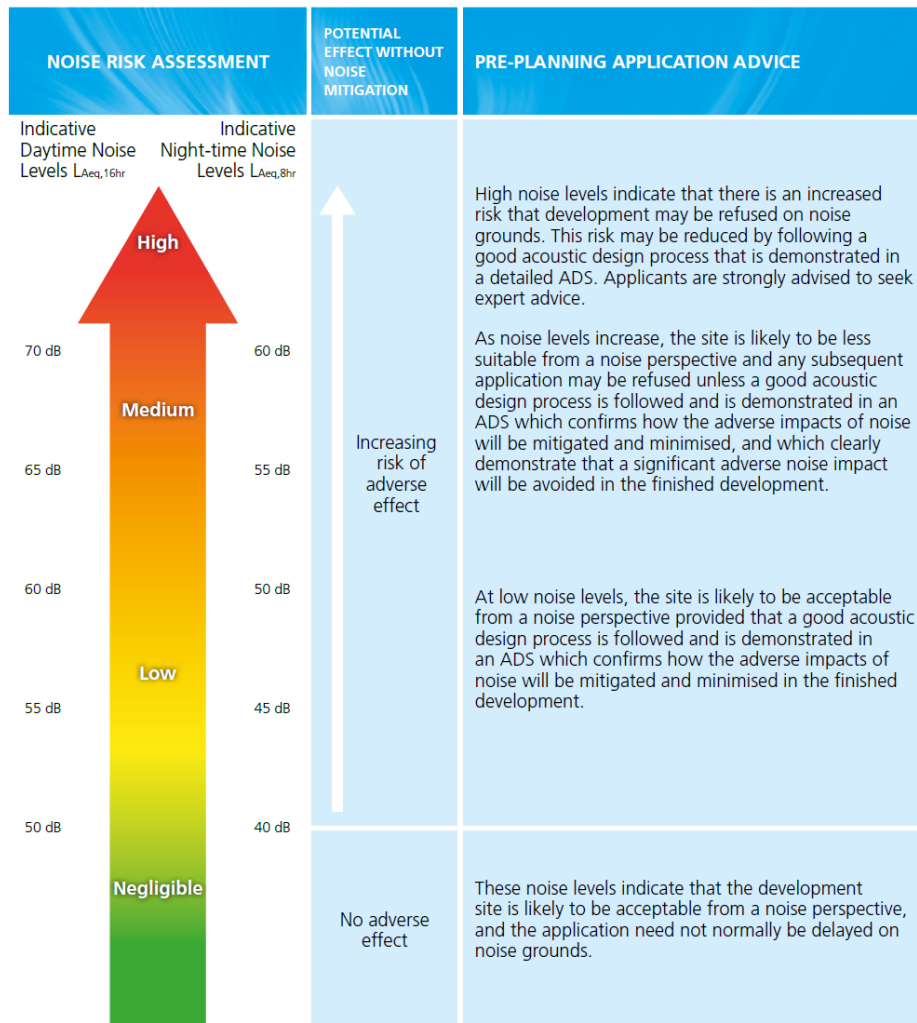 NOISE RISK ASSESSMENT
POTENTIAL
EFFECT WITHOUT
NOISE
MITIGATION
PRE-PLANNING APPLICATION ADVICE
Indicative
Daytime Noise
Levels LAeq,16hr
Indicative
Night-time Noise
Levels LAeq,8hr
High
70 dB
60 dB
Medium
65 dB
55 dB
60 dB
50 dB
Low
55 dB
45 dB
50 dB
40 dB
Negligible
Increasing
risk of
adverse
effect
No adverse
effect
High noise levels indicate that there is an increased
risk that development may be refused on noise
grounds. This risk may be reduced by following a
good acoustic design process that is demonstrated in
a detailed ADS. Applicants are strongly advised to seek
expert advice.
As noise levels increase, the site is likely to be less
suitable from a noise perspective and any subsequent
application may be refused unless a good acoustic
design process is followed and is demonstrated in an
ADS which confirms how the adverse impacts of noise
will be mitigated and minimised, and which clearly
demonstrate that a significant adverse noise impact
will be avoided in the finished development.
At low noise levels, the site is likely to be acceptable
from a noise perspective provided that a good acoustic
design process is followed and is demonstrated in
an ADS which confirms how the adverse impacts of
noise will be mitigated and minimised in the finished
development.
These noise levels indicate that the development
site is likely to be acceptable from a noise perspective,
and the application need not normally be delayed on
noise grounds.